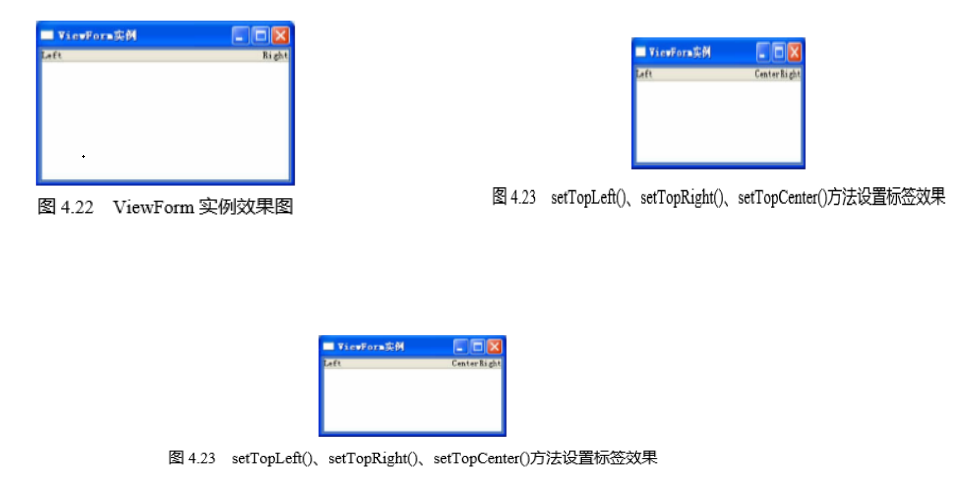 ViewForm实例
Left Right
图 4.22 ViewForm 实例效果图
ViewForm实例
Left CenterRight
图 4.23 setTopLeft()、setTopRight()、setTopCenter()方法设置标签效果
ViewForm实例
Left CenterRight
图 4.23 setTopLeft()、setTopRight()、setTopCenter()方法设置标签效果